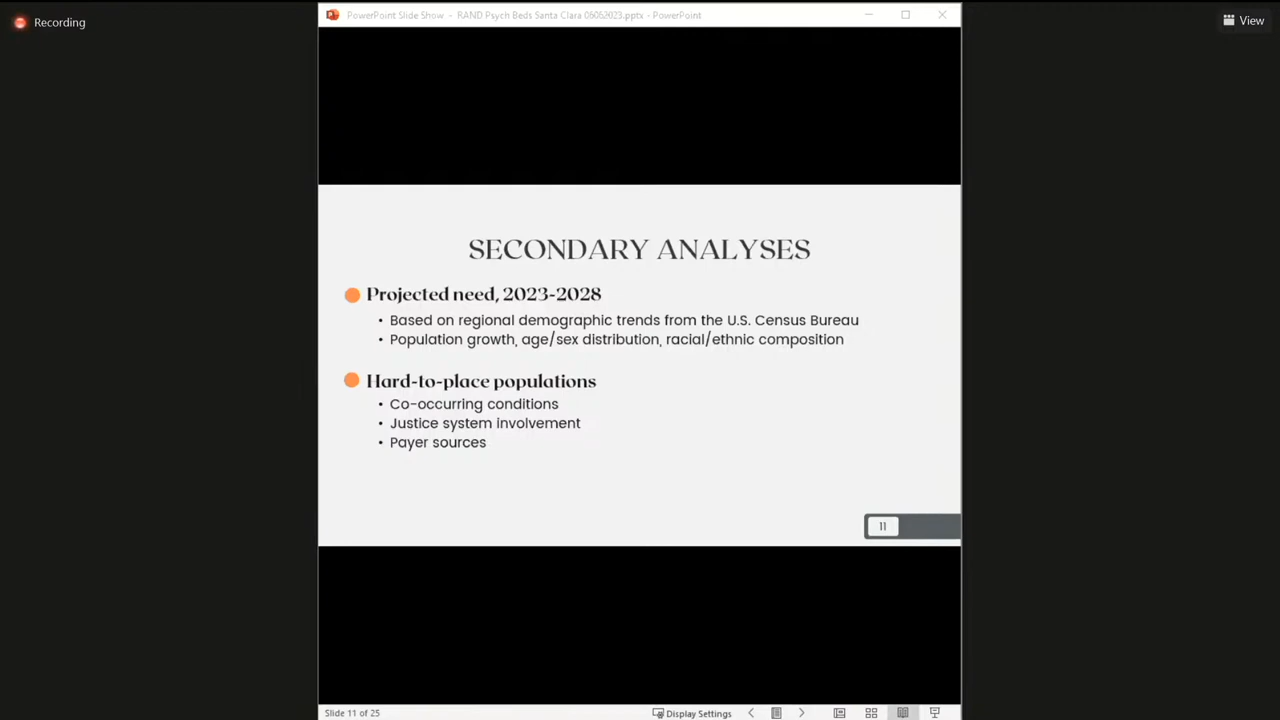 Recording
PowerPoint Slide Show - RAND Psych Beds Santa Clara 06062023.pptx - PowerPoint
View
SECONDARY ANALYSES
Projected need, 2023-2028
• Based on regional demographic trends from the U.S. Census Bureau
• Population growth, age/sex distribution, racial/ethnic composition
Hard-to-place populations
• Co-occurring conditions
• Justice system involvement
• Payer sources
11
Slide 11 of 25
Display Settings